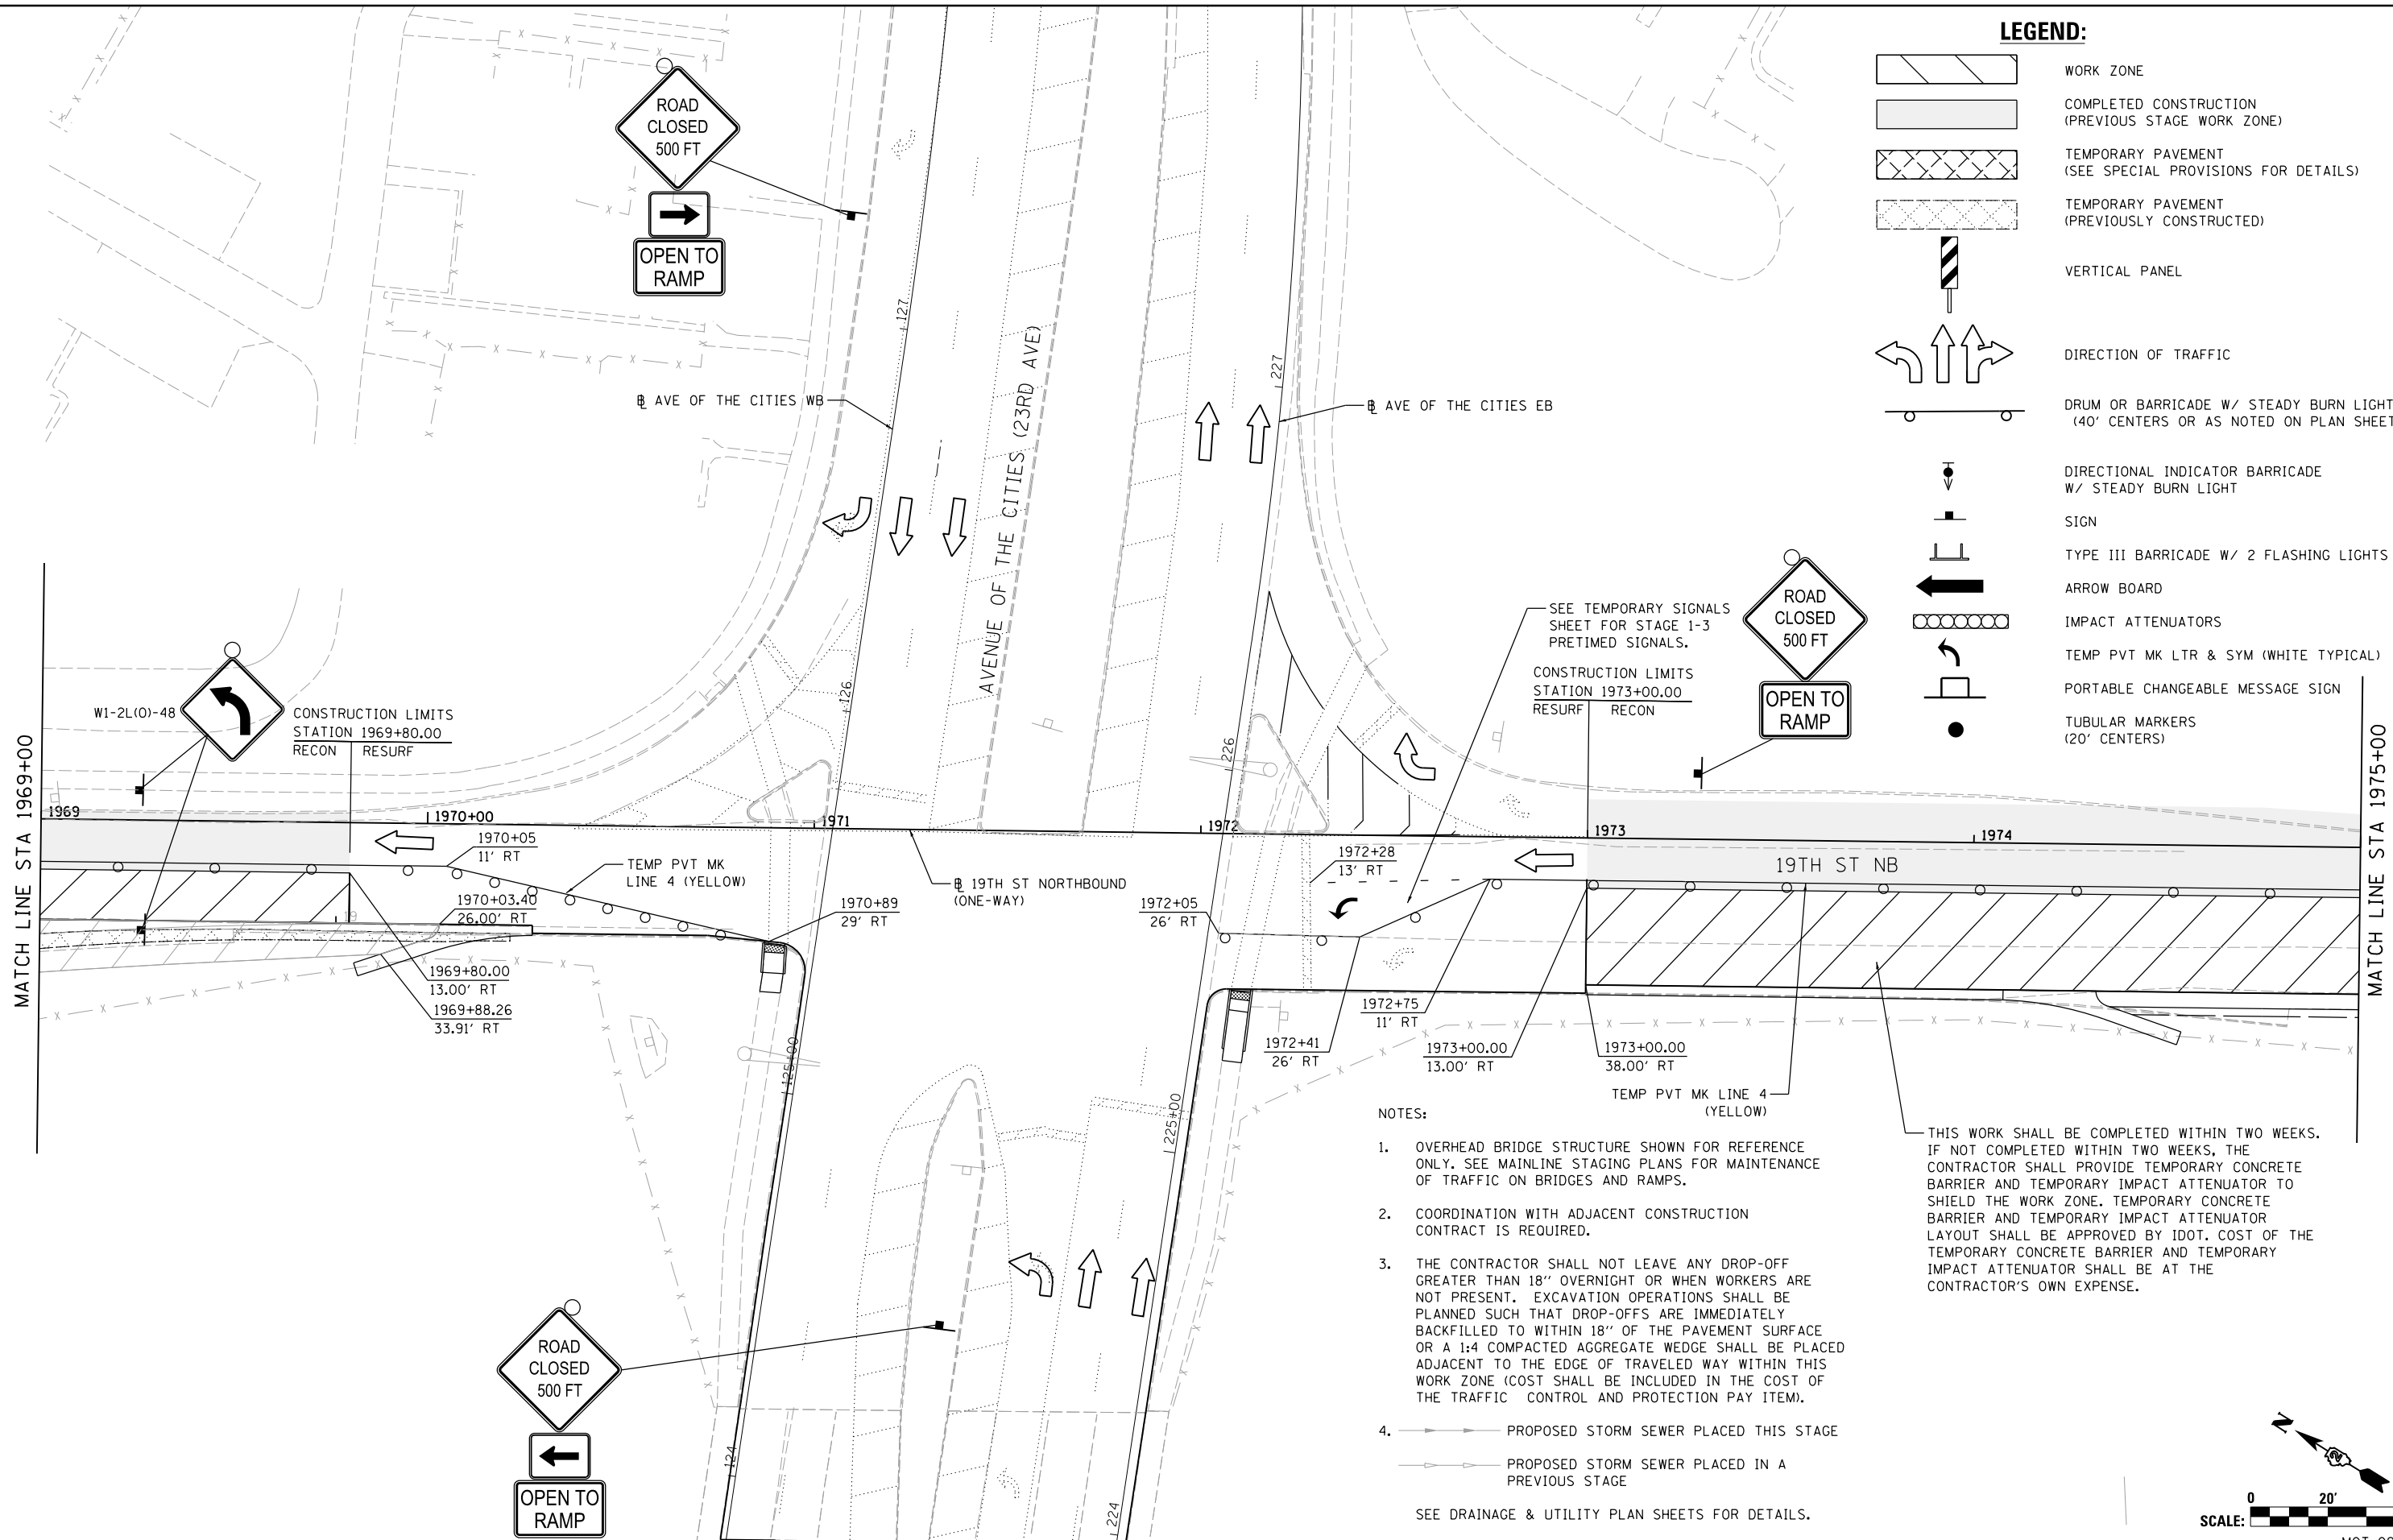 LEGEND:
WORK ZONE
COMPLETED CONSTRUCTION
(PREVIOUS STAGE WORK ZONE)
TEMPORARY PAVEMENT
(SEE SPECIAL PROVISIONS FOR DETAILS)
TEMPORARY PAVEMENT
(PREVIOUSLY CONSTRUCTED)
VERTICAL PANEL
DIRECTION OF TRAFFIC
DRUM OR BARRICADE W/ STEADY BURN LIGHT
(40' CENTERS OR AS NOTED ON PLAN SHEET
DIRECTIONAL INDICATOR BARRICADE
W/ STEADY BURN LIGHT
SIGN
TYPE III BARRICADE W/ 2 FLASHING LIGHTS
ARROW BOARD
IMPACT ATTENUATORS
TEMP PVT MK LTR & SYM (WHITE TYPICAL)
PORTABLE CHANGEABLE MESSAGE SIGN
TUBULAR MARKERS
(20' CENTERS)
ROAD
CLOSED
500 FT
OPEN TO
RAMP
127
227
AVE OF THE CITIES WB
AVE OF THE CITIES EB
AVENUE OF THE CITIES (23RD AVE)
126
226
SEE TEMPORARY SIGNALS
SHEET FOR STAGE 1-3
PRETIMED SIGNALS.
CONSTRUCTION LIMITS
STATION 1973+00.00
RESURF RECON
ROAD
CLOSED
500 FT
OPEN TO
RAMP
W1-2L(O)-48
CONSTRUCTION LIMITS
STATION 1969+80.00
RECON RESURF
MATCH LINE STA 1969+00
MATCH LINE STA 1975+00
1969
1970+00
1971
1972
1973
1974
1970+05
11' RT
TEMP PVT MK
LINE 4 (YELLOW)
19TH ST NORTHBOUND
(ONE-WAY)
1972+28
13' RT
19TH ST NB
1970+03.40
26.00' RT
19
1970+89
29' RT
1972+05
26' RT
1969+80.00
13.00' RT
1969+88.26
33.91' RT
1972+75
11' RT
1972+41
26' RT
1973+00.00
13.00' RT
1973+00.00
38.00' RT
TEMP PVT MK LINE 4
(YELLOW)
125+00
225+00
124
224
ROAD
CLOSED
500 FT
OPEN TO
RAMP
NOTES:
1. OVERHEAD BRIDGE STRUCTURE SHOWN FOR REFERENCE
ONLY. SEE MAINLINE STAGING PLANS FOR MAINTENANCE
OF TRAFFIC ON BRIDGES AND RAMPS.
2. COORDINATION WITH ADJACENT CONSTRUCTION
CONTRACT IS REQUIRED.
3. THE CONTRACTOR SHALL NOT LEAVE ANY DROP-OFF
GREATER THAN 18'' OVERNIGHT OR WHEN WORKERS ARE
NOT PRESENT. EXCAVATION OPERATIONS SHALL BE
PLANNED SUCH THAT DROP-OFFS ARE IMMEDIATELY
BACKFILLED TO WITHIN 18'' OF THE PAVEMENT SURFACE
OR A 1:4 COMPACTED AGGREGATE WEDGE SHALL BE PLACED
ADJACENT TO THE EDGE OF TRAVELED WAY WITHIN THIS
WORK ZONE (COST SHALL BE INCLUDED IN THE COST OF
THE TRAFFIC CONTROL AND PROTECTION PAY ITEM).
4. PROPOSED STORM SEWER PLACED THIS STAGE
PROPOSED STORM SEWER PLACED IN A
PREVIOUS STAGE
SEE DRAINAGE & UTILITY PLAN SHEETS FOR DETAILS.
THIS WORK SHALL BE COMPLETED WITHIN TWO WEEKS.
IF NOT COMPLETED WITHIN TWO WEEKS, THE
CONTRACTOR SHALL PROVIDE TEMPORARY CONCRETE
BARRIER AND TEMPORARY IMPACT ATTENUATOR TO
SHIELD THE WORK ZONE. TEMPORARY CONCRETE
BARRIER AND TEMPORARY IMPACT ATTENUATOR
LAYOUT SHALL BE APPROVED BY IDOT. COST OF THE
TEMPORARY CONCRETE BARRIER AND TEMPORARY
IMPACT ATTENUATOR SHALL BE AT THE
CONTRACTOR'S OWN EXPENSE.
N
0 20'
SCALE: